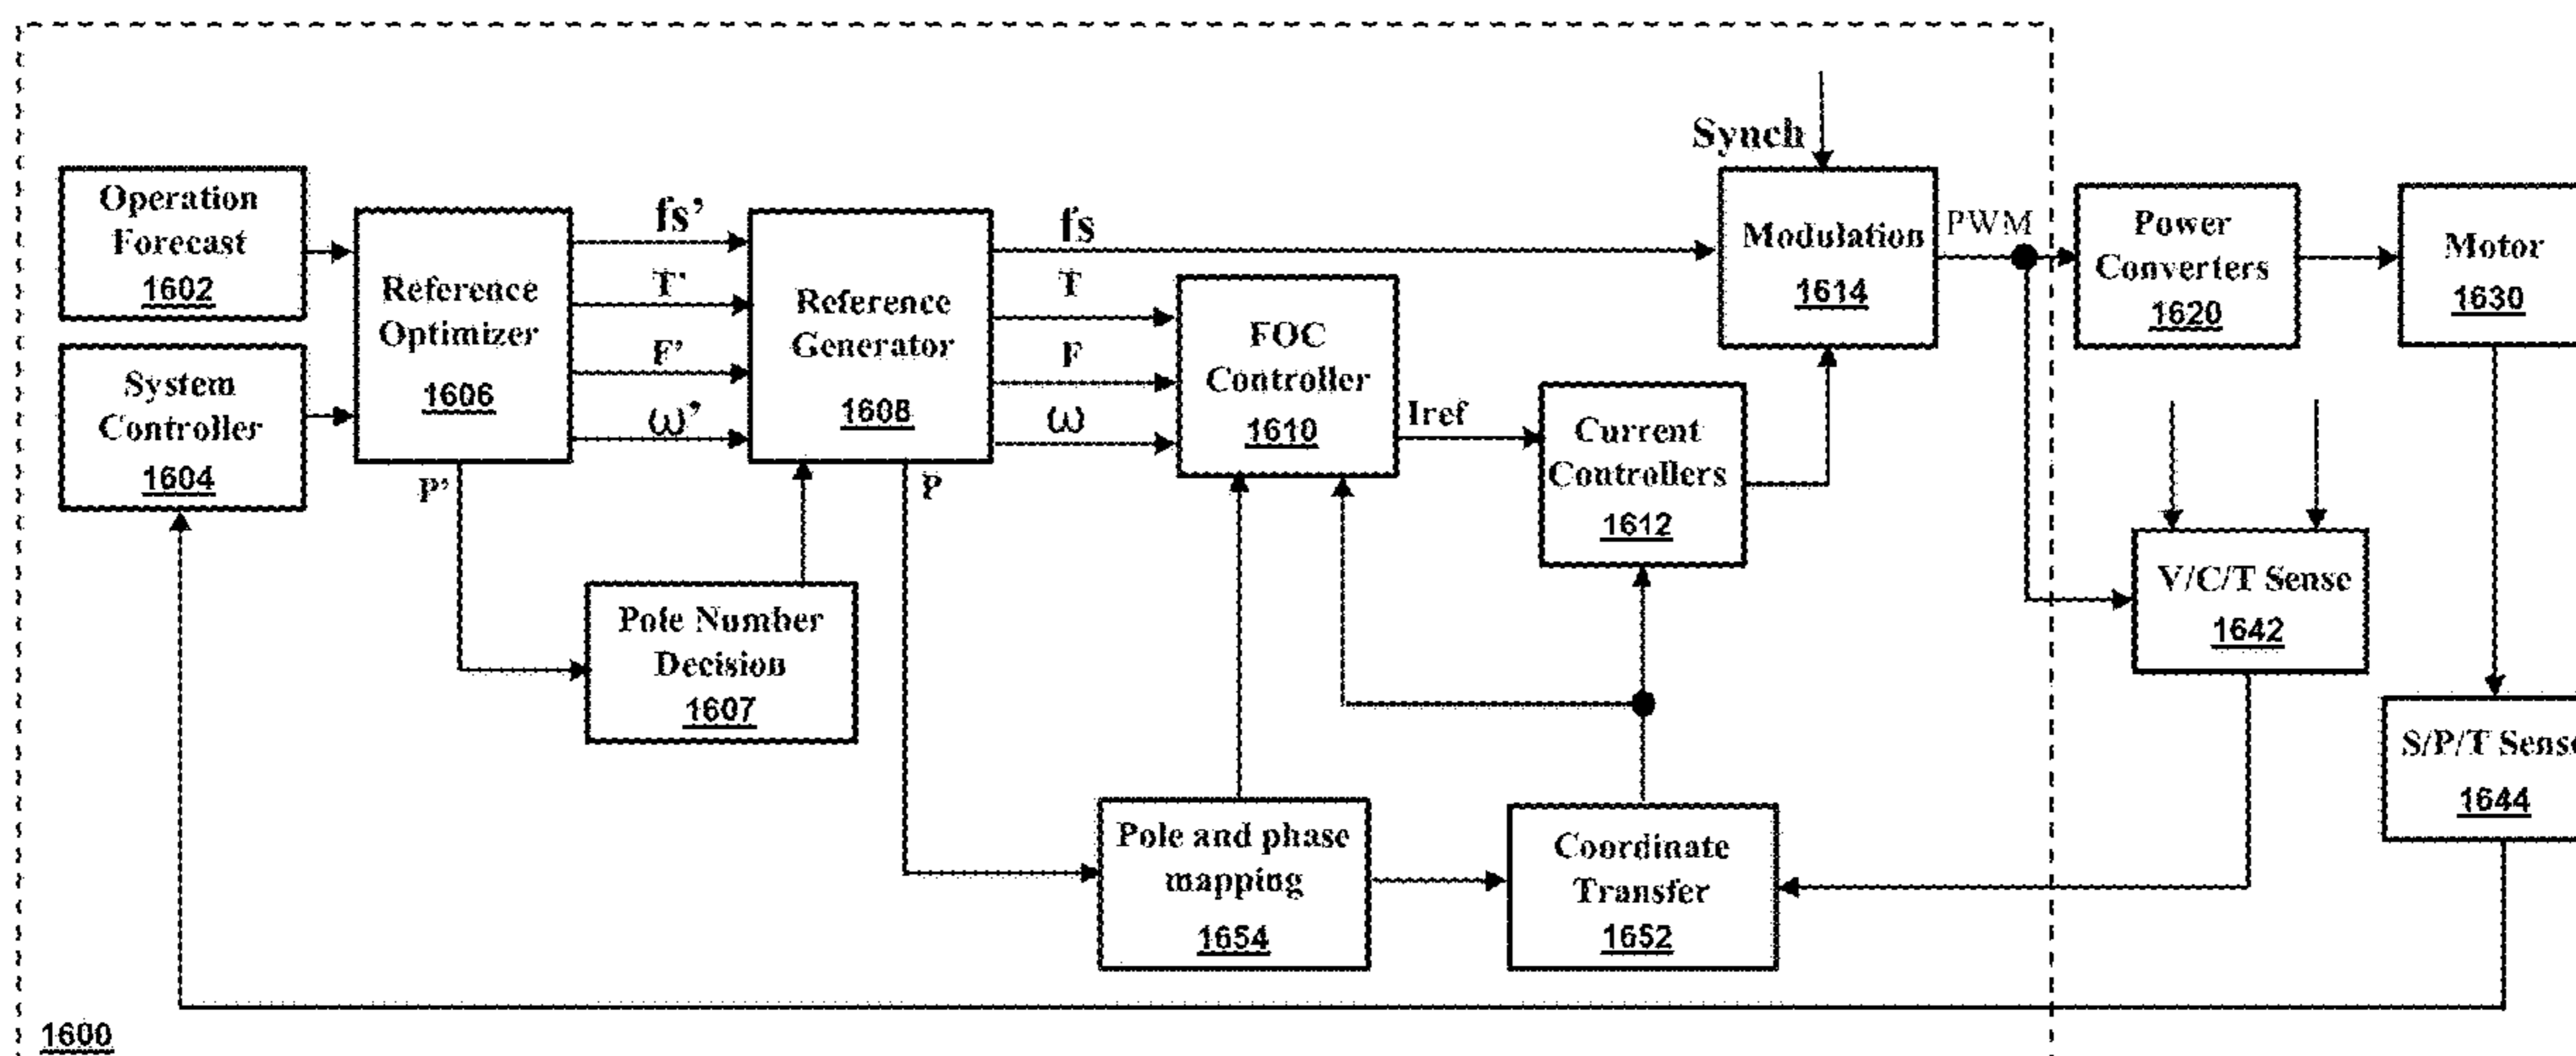 Synch
Operation
Forecast
1602
System
Controller
1604
Reference
Optimizer
1606
fs’
T’
F’
ω’
P’
Pole Number
Decision
1607
Reference
Generator
1608
fs
T
F
ω
P
FOC
Controller
1610
Iref
Current
Controllers
1612
Modulation
1614
PWM
Power
Converters
1620
Motor
1630
V/C/T Sense
1642
S/P/T Sense
1644
Pole and phase
mapping
1654
Coordinate
Transfer
1652
1600